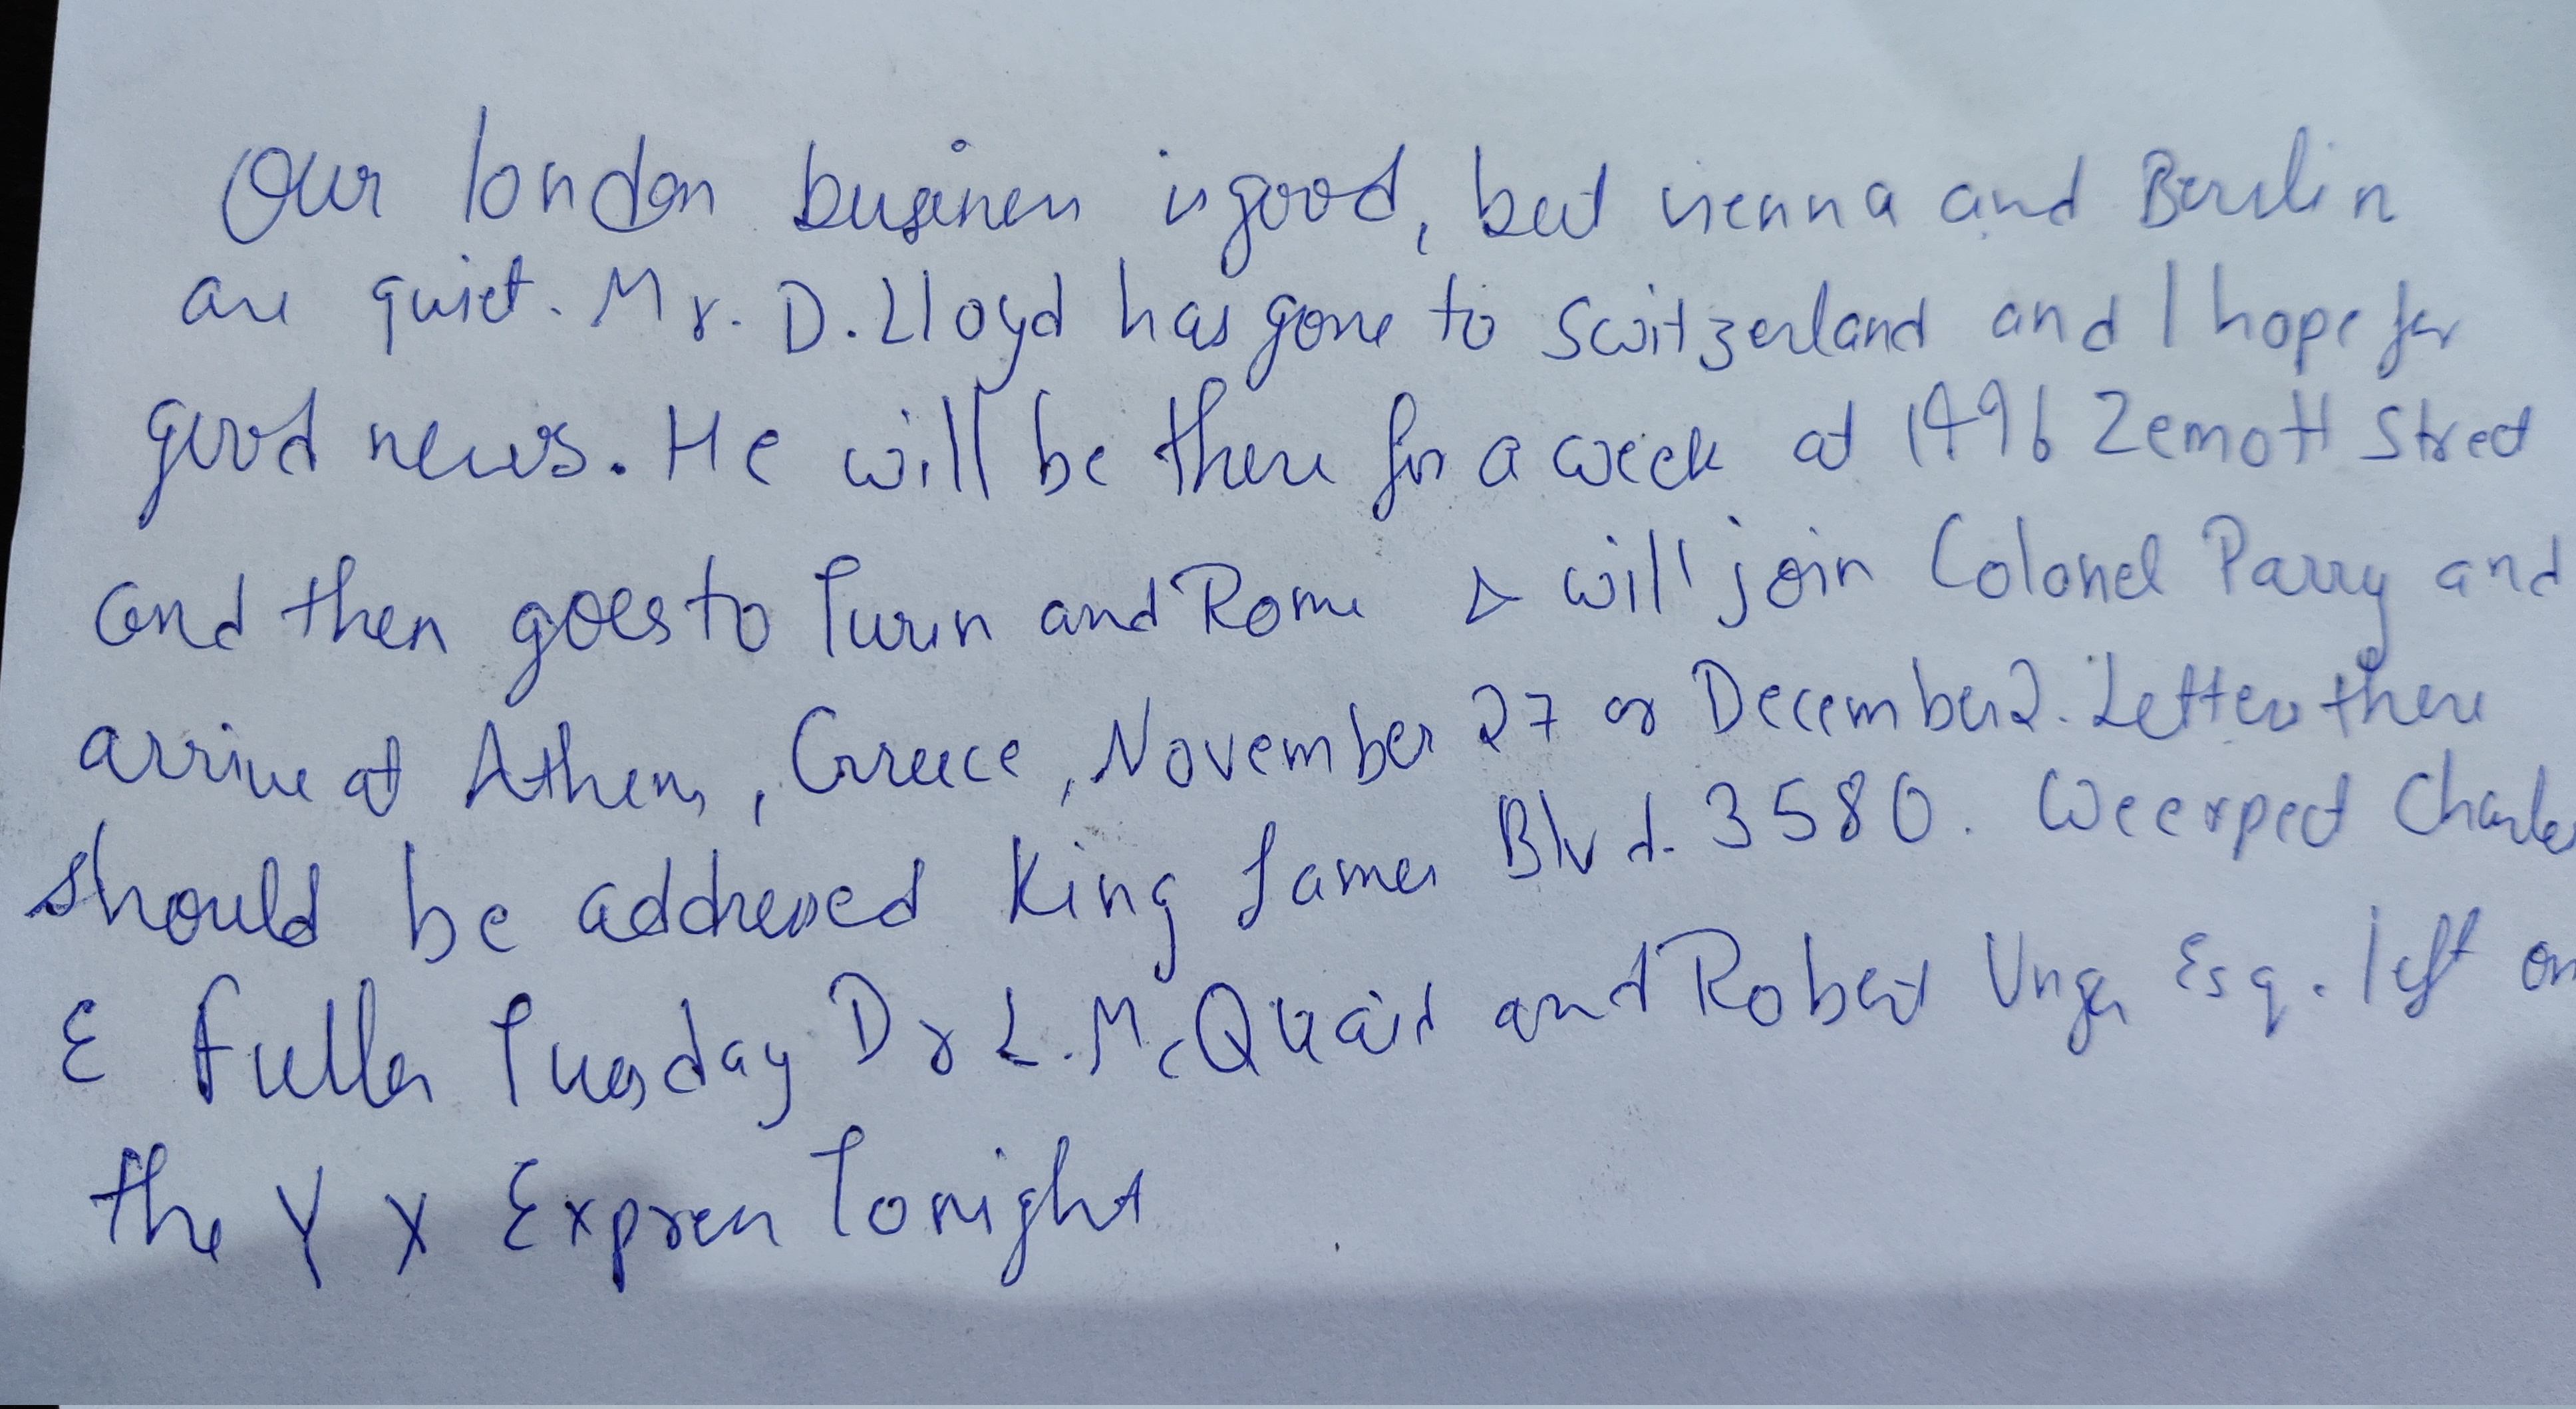 Our london business is good, but vienna and Berlin
are quiet. Mr. D. Lloyd has gone to Switzerland and I hope for
good news. He will be there for a week at 1496 Zemott Street
and then goes to Turin and Rome & will join Colonel Parry and
arrive at Athens, Greece, November 27 or December 2. Letters there
should be addressed King James Blvd. 3580. We expect Charles
E Fuller Tuesday Dr L. McQuaid and Robert Unger Esq. left on
the Y X Express Tonight